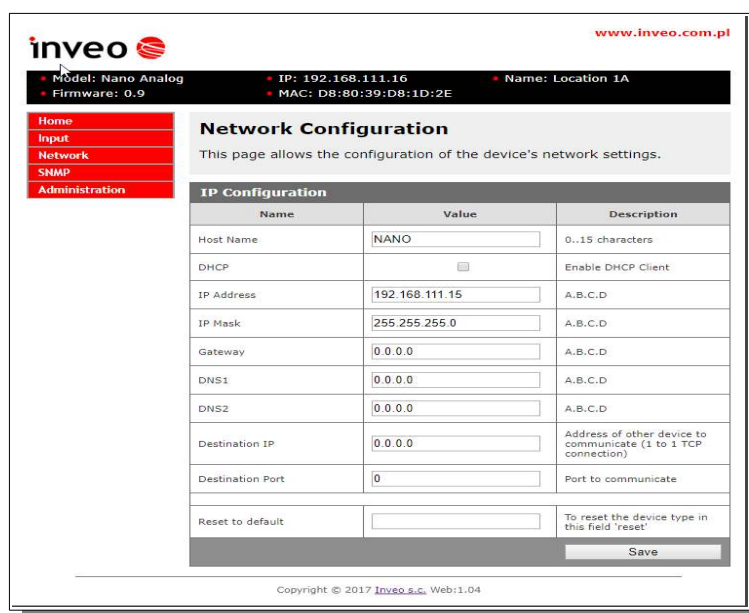 www.inveo.com.pl
inveo
Model: Nano Analog IP: 192.168.111.16 Name: Location 1A
Firmware: 0.9 MAC: D8:80:39:D8:1D:2E
Home
Input
Network
SNMP
Administration
Network Configuration
This page allows the configuration of the device's network settings.
IP Configuration
Name Value Description
Host Name NANO 0..15 characters
DHCP Enable DHCP Client
IP Address 192.168.111.15 A.B.C.D
IP Mask 255.255.255.0 A.B.C.D
Gateway 0.0.0.0 A.B.C.D
DNS1 0.0.0.0 A.B.C.D
DNS2 0.0.0.0 A.B.C.D
Destination IP 0.0.0.0 Address of other device to
communicate (1 to 1 TCP
connection)
Destination Port 0 Port to communicate
Reset to default To reset the device type in
this field 'reset'
Save
Copyright © 2017 Inveo s.c. Web:1.04